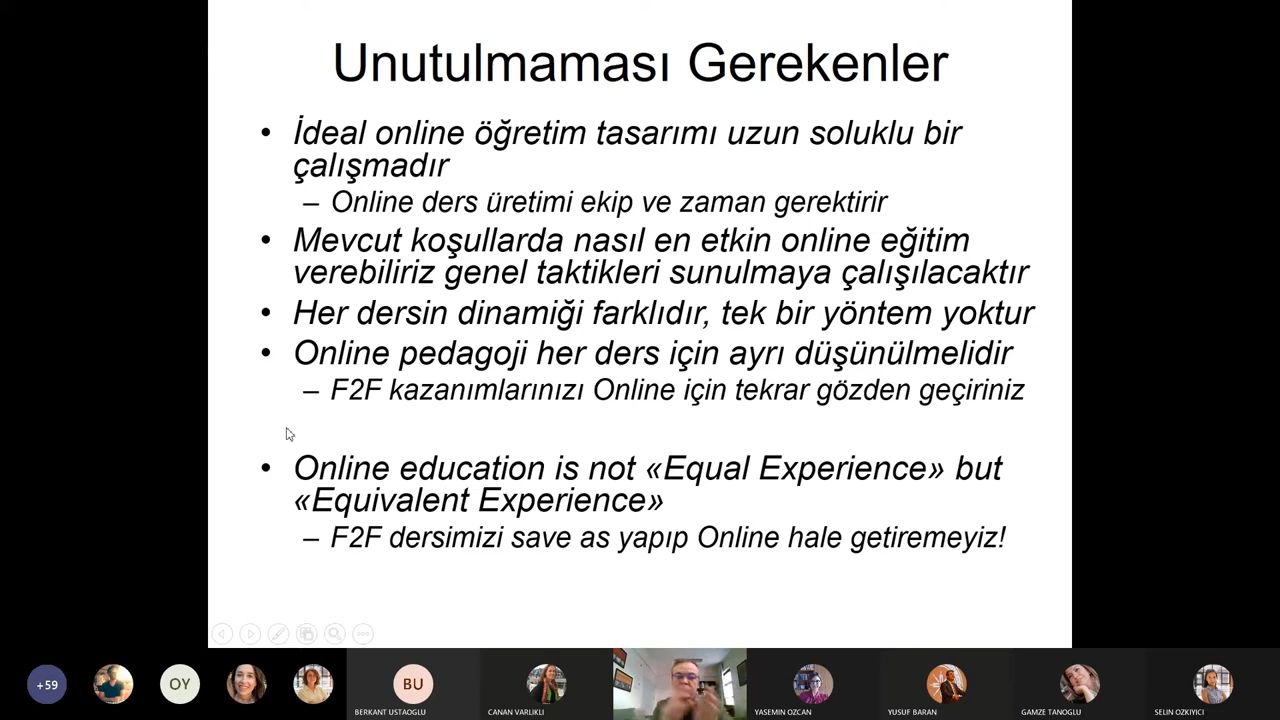 Unutulmaması Gerekenler
• İdeal online öğretim tasarımı uzun soluklu bir
çalışmadır
– Online ders üretimi ekip ve zaman gerektirir
• Mevcut koşullarda nasıl en etkin online eğitim
verebiliriz genel taktikleri sunulmaya çalışılacaktır
• Her dersin dinamiği farklıdır, tek bir yöntem yoktur
• Online pedagoji her ders için ayrı düşünülmelidir
– F2F kazanımlarınızı Online için tekrar gözden geçiriniz
• Online education is not «Equal Experience» but
«Equivalent Experience»
– F2F dersimizi save as yapıp Online hale getiremeyiz!
+59
OY
BU
BERKANT USTAOGLU
CANAN VARLIKLI
YASEMIN OZCAN
YUSUF BARAN
GAMZE TANOGLU
SELIN OZKIYICI